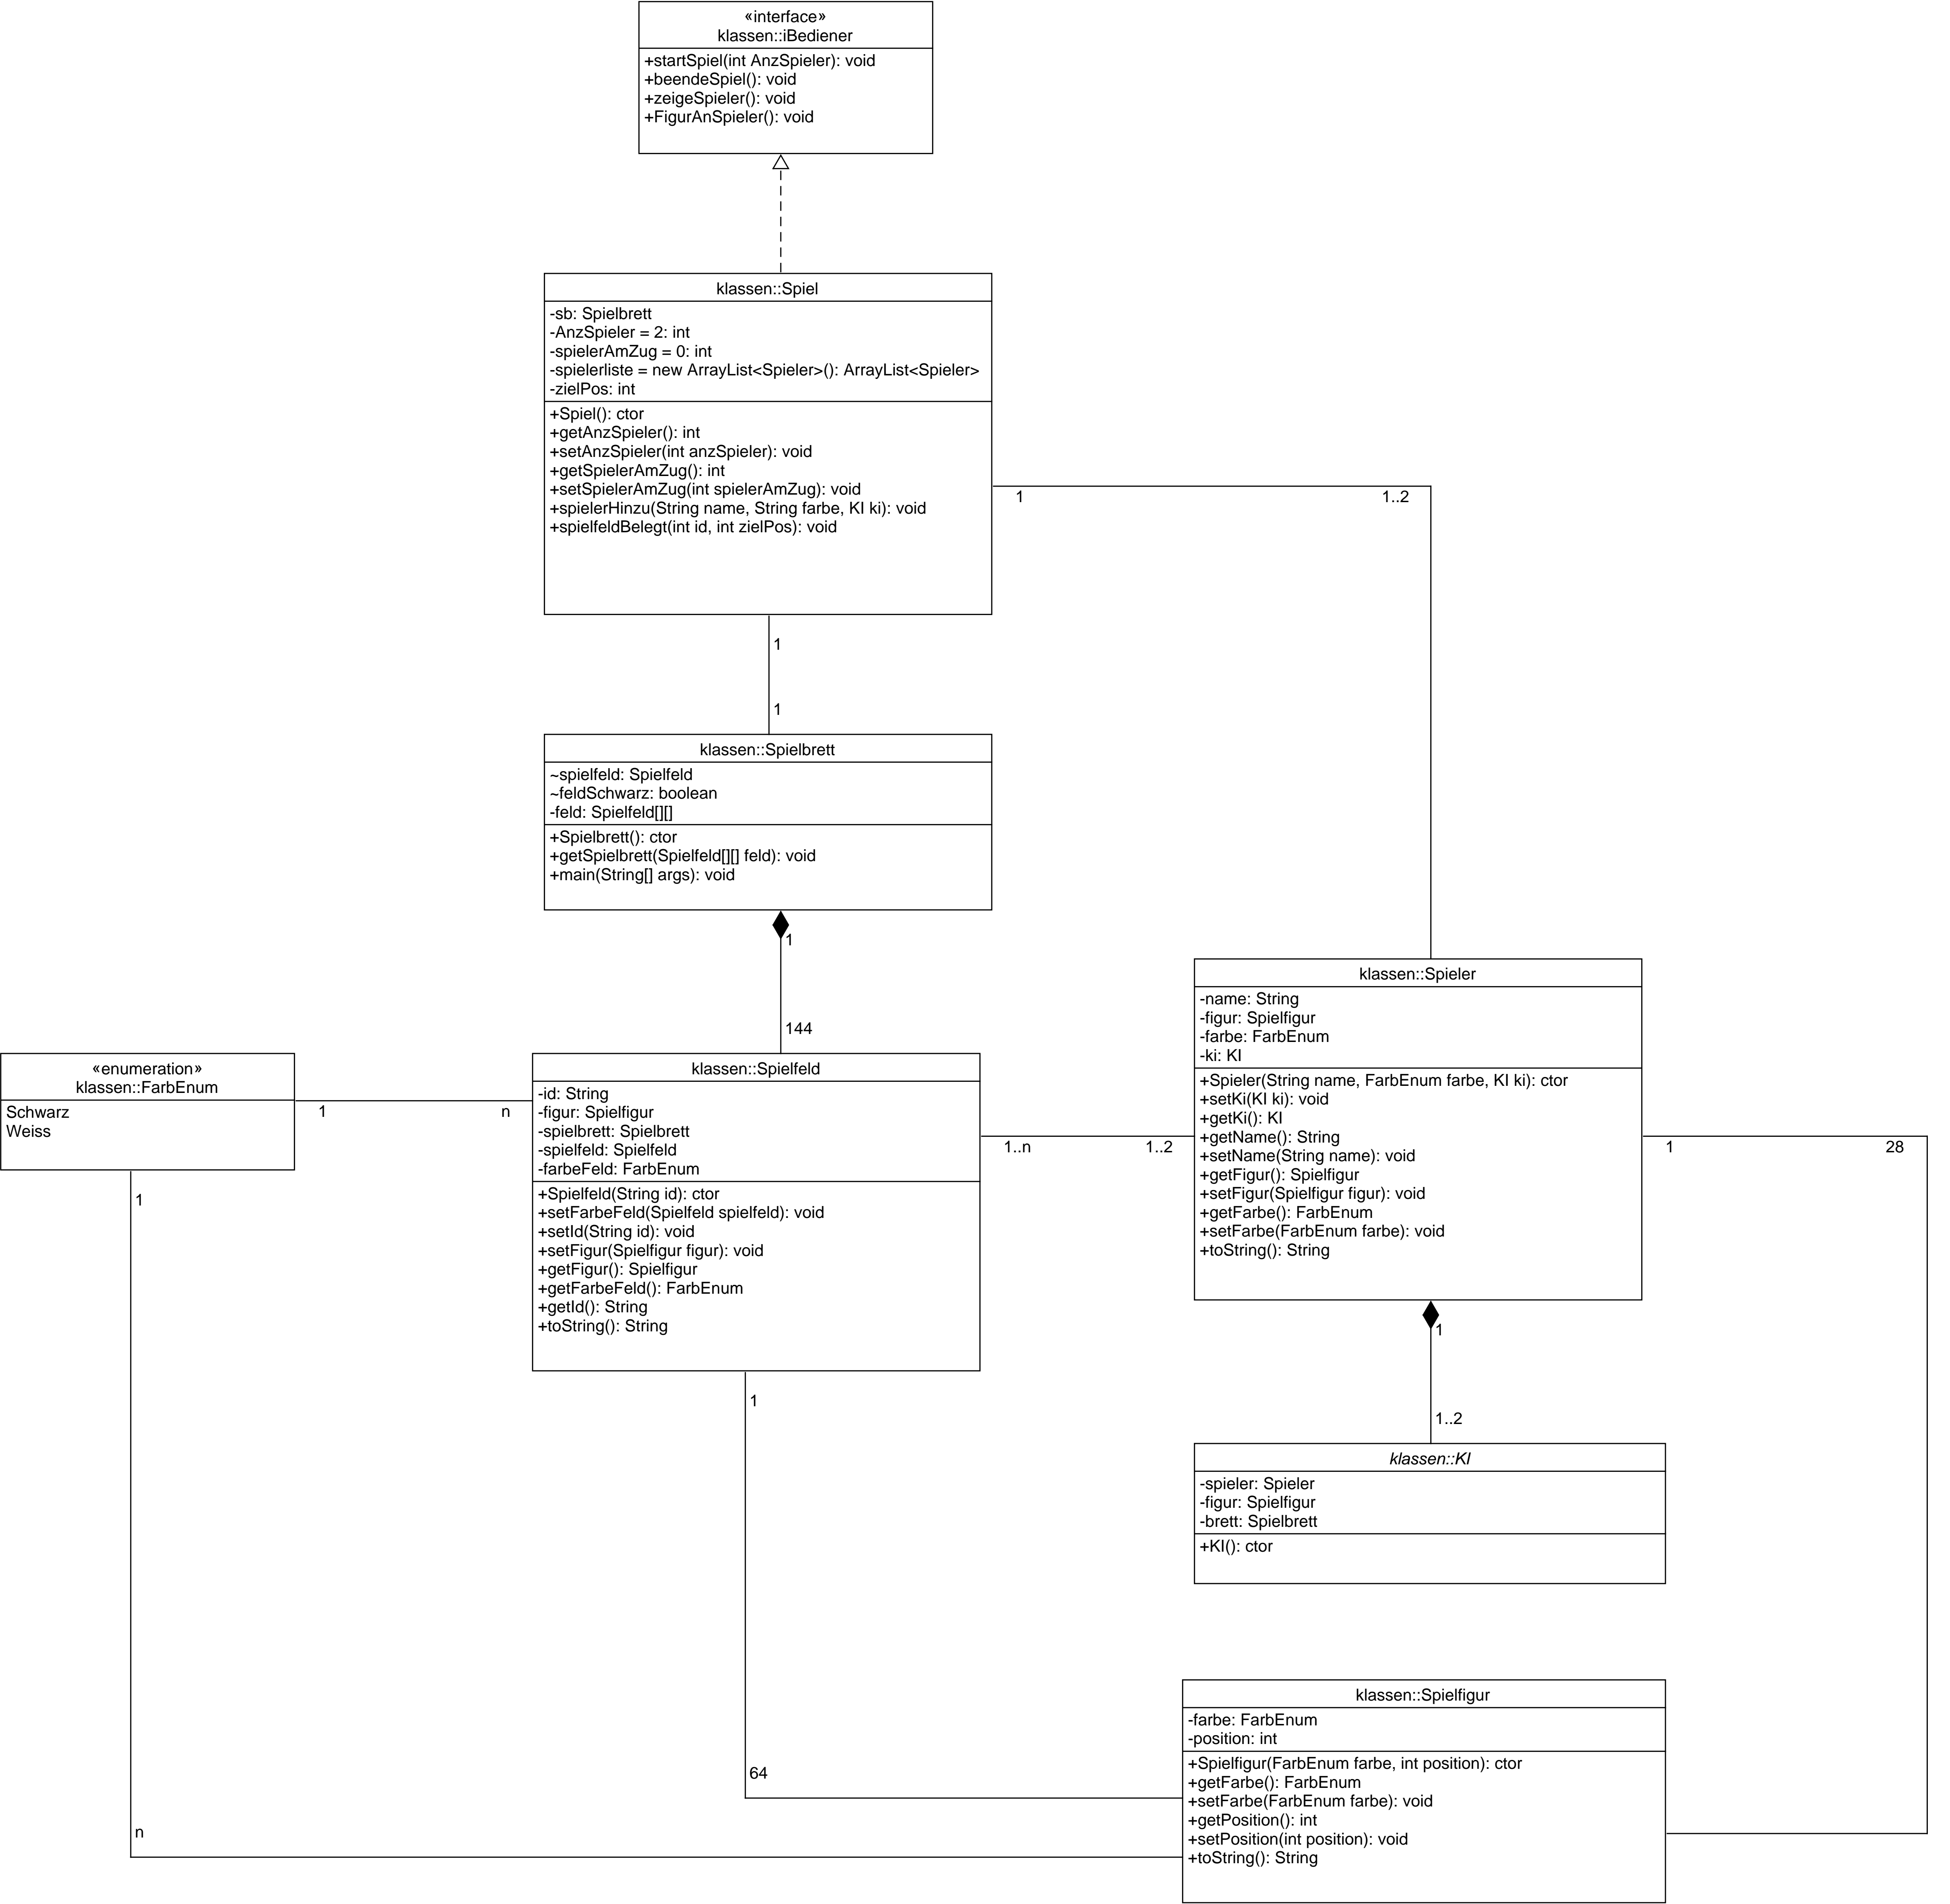 «interface»
klassen::iBediener
+startSpiel(int AnzSpieler): void
+beendeSpiel(): void
+zeigeSpieler(): void
+FigurAnSpieler(): void
klassen::Spiel
-sb: Spielbrett
-AnzSpieler = 2: int
-spielerAmZug = 0: int
-spielerliste = new ArrayList<Spieler>(): ArrayList<Spieler>
-zielPos: int
+Spiel(): ctor
+getAnzSpieler(): int
+setAnzSpieler(int anzSpieler): void
+getSpielerAmZug(): int
+setSpielerAmZug(int spielerAmZug): void
+spielerHinzu(String name, String farbe, KI ki): void
+spielfeldBelegt(int id, int zielPos): void
1
1..2
1
1
klassen::Spielbrett
~spielfeld: Spielfeld
~feldSchwarz: boolean
-feld: Spielfeld[][]
+Spielbrett(): ctor
+getSpielbrett(Spielfeld[][] feld): void
+main(String[] args): void
1
144
«enumeration»
klassen::FarbEnum
Schwarz
Weiss
1
n
1
n
klassen::Spielfeld
-id: String
-figur: Spielfigur
-spielbrett: Spielbrett
-spielfeld: Spielfeld
-farbeFeld: FarbEnum
+Spielfeld(String id): ctor
+setFarbeFeld(Spielfeld spielfeld): void
+setId(String id): void
+setFigur(Spielfigur figur): void
+getFigur(): Spielfigur
+getFarbeFeld(): FarbEnum
+getId(): String
+toString(): String
1..n
1..2
1
64
klassen::Spieler
-name: String
-figur: Spielfigur
-farbe: FarbEnum
-ki: KI
+Spieler(String name, FarbEnum farbe, KI ki): ctor
+setKi(KI ki): void
+getKi(): KI
+getName(): String
+setName(String name): void
+getFigur(): Spielfigur
+setFigur(Spielfigur figur): void
+getFarbe(): FarbEnum
+setFarbe(FarbEnum farbe): void
+toString(): String
1
28
1
1..2
klassen::KI
-spieler: Spieler
-figur: Spielfigur
-brett: Spielbrett
+KI(): ctor
klassen::Spielfigur
-farbe: FarbEnum
-position: int
+Spielfigur(FarbEnum farbe, int position): ctor
+getFarbe(): FarbEnum
+setFarbe(FarbEnum farbe): void
+getPosition(): int
+setPosition(int position): void
+toString(): String